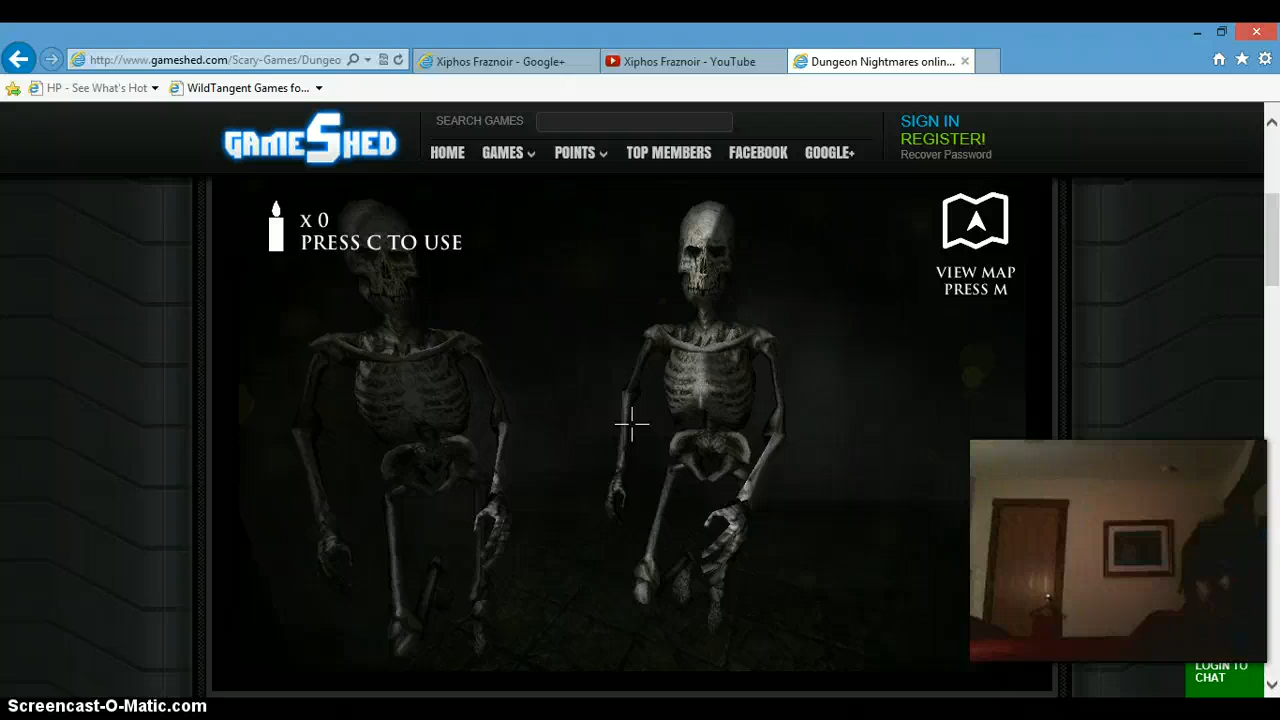 http://www.gameshed.com/Scary-Games/Dungeo
Xiphos Fraznoir - Google+
Xiphos Fraznoir - YouTube
Dungeon Nightmares onlin...
HP - See What's Hot
WildTangent Games fo...
GAMESHED
SEARCH GAMES
SIGN IN
REGISTER!
Recover Password
HOME
GAMES
POINTS
TOP MEMBERS
FACEBOOK
GOOGLE+
x 0
PRESS C TO USE
VIEW MAP
PRESS M
LOGIN TO
CHAT
Screencast-O-Matic.com